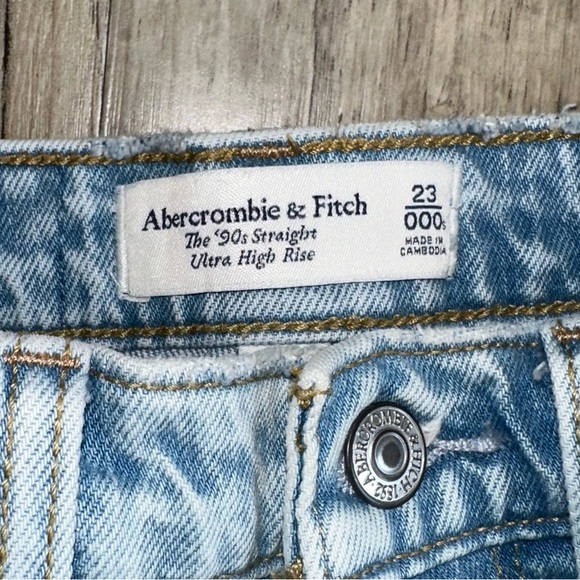 Abercrombie & Fitch
The ‘90s Straight
Ultra High Rise
23
000s
MADE IN
CAMBODIA
ABERCROMBIE & FITCH · 1892 ·